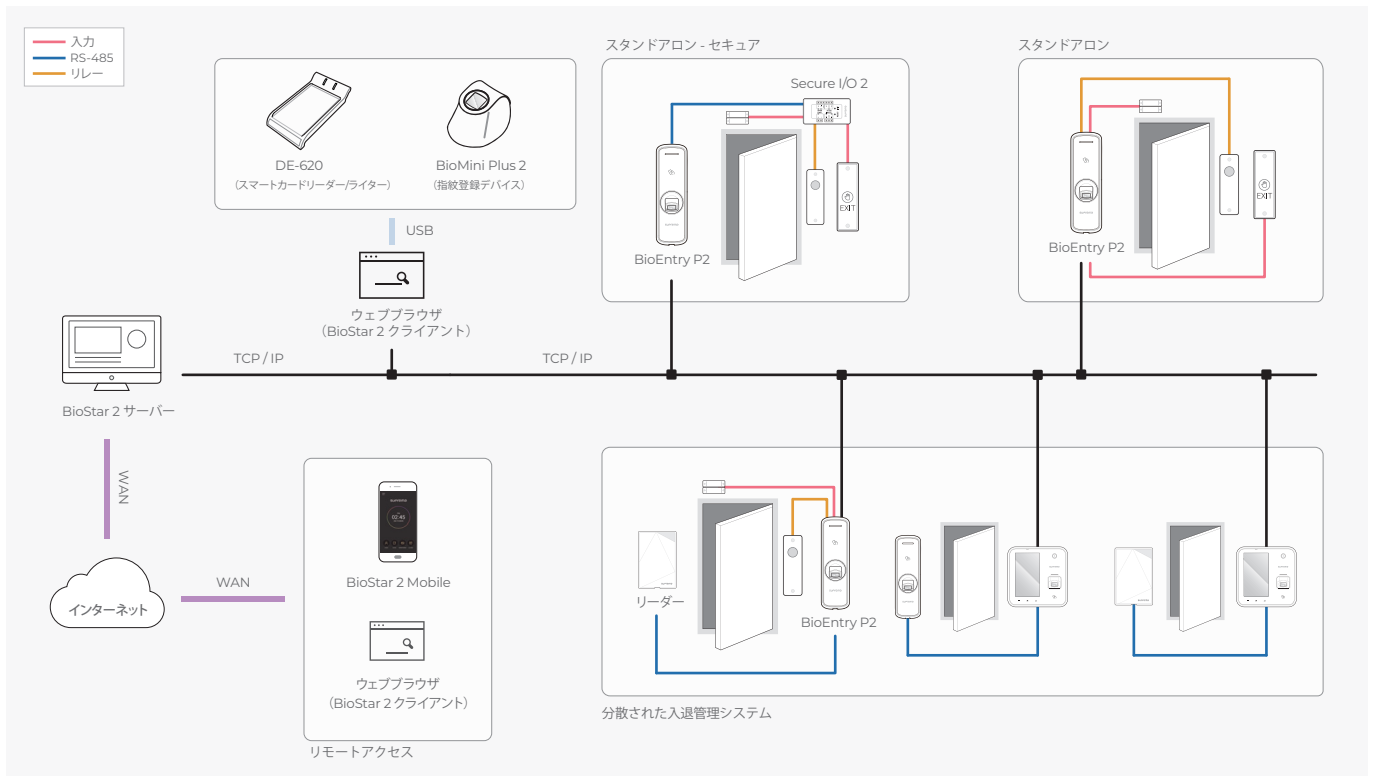 入力
RS-485
リレー
DE-620
（スマートカードリーダー/ライター）
BioMini Plus 2
（指紋登録デバイス）
USB
ウェブブラウザ
（BioStar 2 クライアント）
スタンドアロン - セキュア
Secure I/O 2
EXIT
BioEntry P2
スタンドアロン
EXIT
BioEntry P2
TCP / IP
TCP / IP
BioStar 2 サーバー
WAN
インターネット
WAN
02:45
BioStar 2 Mobile
ウェブブラウザ
（BioStar 2 クライアント）
リモートアクセス
リーダー
BioEntry P2
分散された入退管理システム